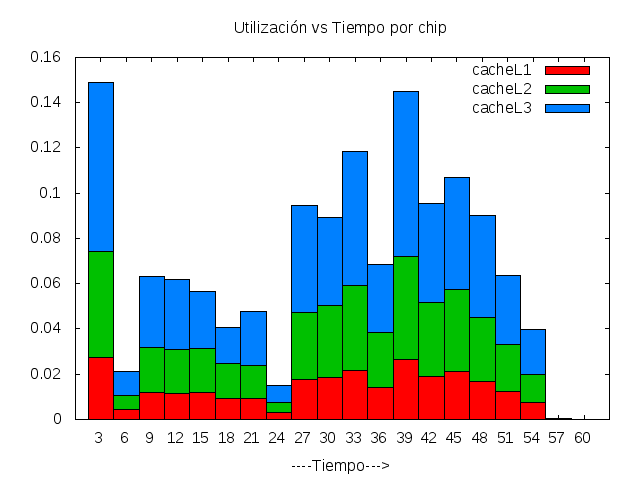 Utilización vs Tiempo por chip
cacheL1
cacheL2
cacheL3
0.16
0.14
0.12
0.1
0.08
0.06
0.04
0.02
0
3 6 9 12 15 18 21 24 27 30 33 36 39 42 45 48 51 54 57 60
----Tiempo--->